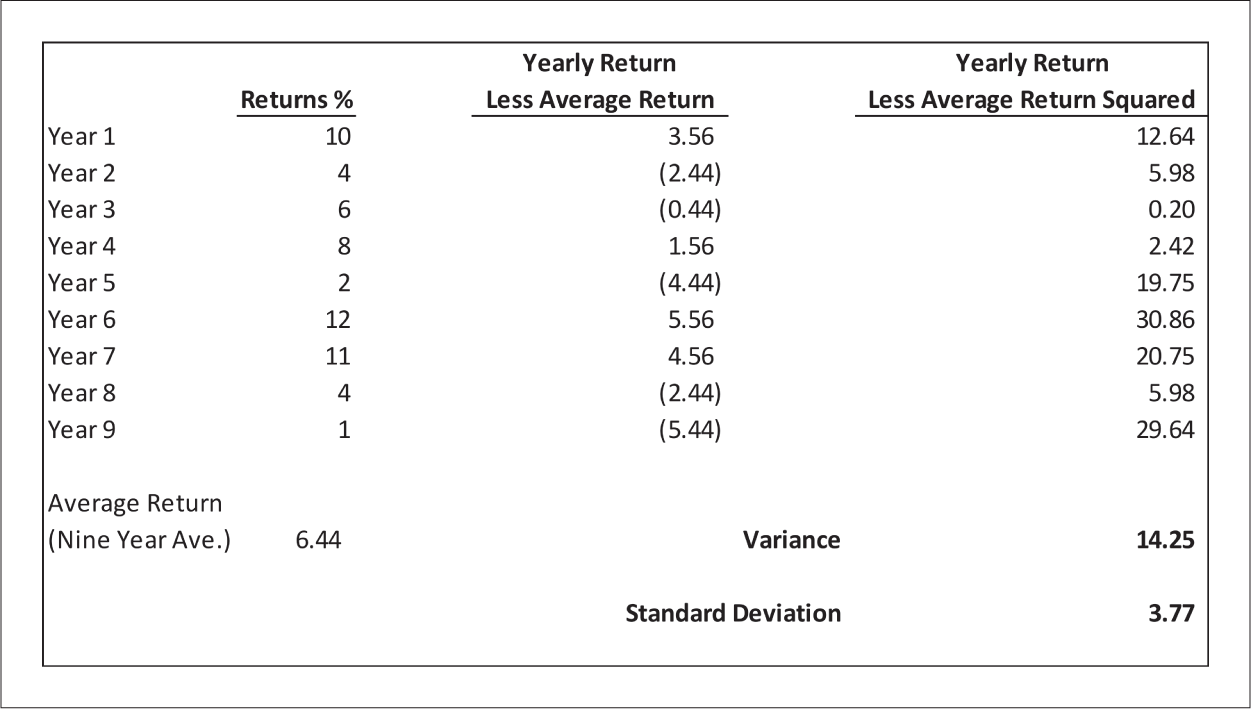 Yearly Return Yearly Return
Returns % Less Average Return Less Average Return Squared
Year 1 10 3.56 12.64
Year 2 4 (2.44) 5.98
Year 3 6 (0.44) 0.20
Year 4 8 1.56 2.42
Year 5 2 (4.44) 19.75
Year 6 12 5.56 30.86
Year 7 11 4.56 20.75
Year 8 4 (2.44) 5.98
Year 9 1 (5.44) 29.64
Average Return
(Nine Year Ave.) 6.44 Variance 14.25
Standard Deviation 3.77